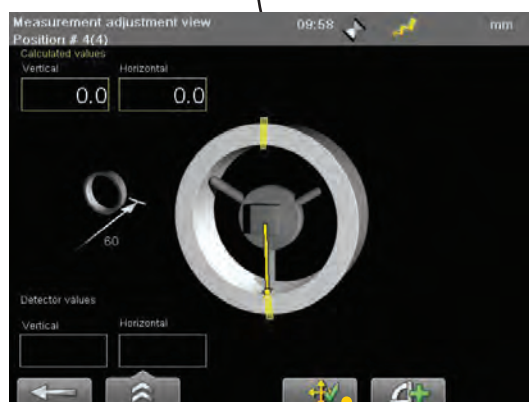 Measurement adjustment view
09:58
mm
Position # 4(4)
Calculated values
Vertical
Horizontal
0.0
0.0
60
Detector values
Vertical
Horizontal